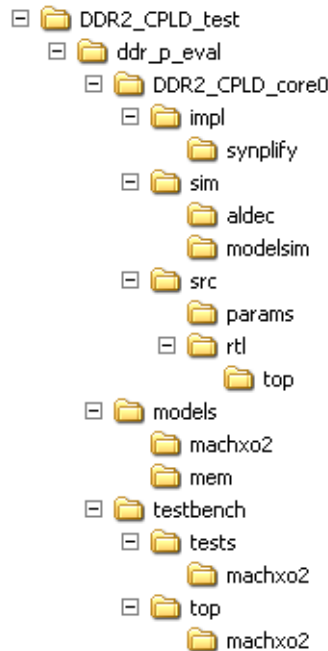 DDR2_CPLD_test
ddr_p_eval
DDR2_CPLD_core0
impl
synplify
sim
aldec
modelsim
src
params
rtl
top
models
machxo2
mem
testbench
tests
machxo2
top
machxo2